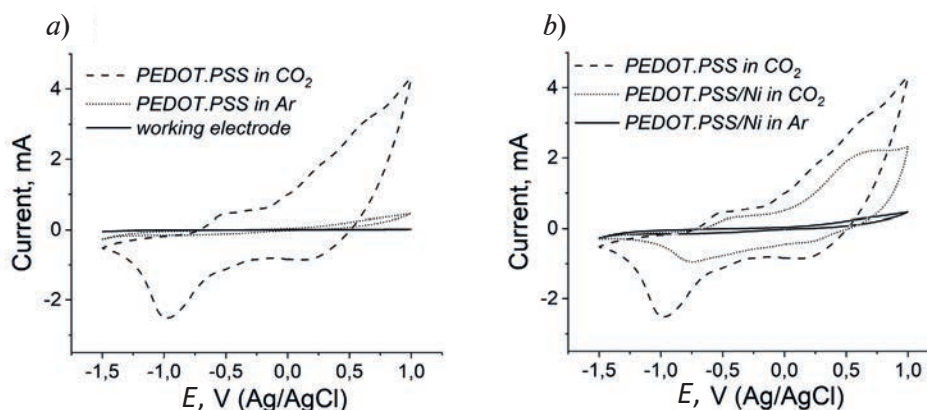 a)
PEDOT.PSS in CO₂
PEDOT.PSS in Ar
working electrode
Current, mA
4
2
0
-2
-1,5 -1,0 -0,5 0,0 0,5 1,0
E, V (Ag/AgCl)
b)
PEDOT.PSS in CO₂
PEDOT.PSS/Ni in CO₂
PEDOT.PSS/Ni in Ar
Current, mA
4
2
0
-2
-1,5 -1,0 -0,5 0,0 0,5 1,0
E, V (Ag/AgCl)